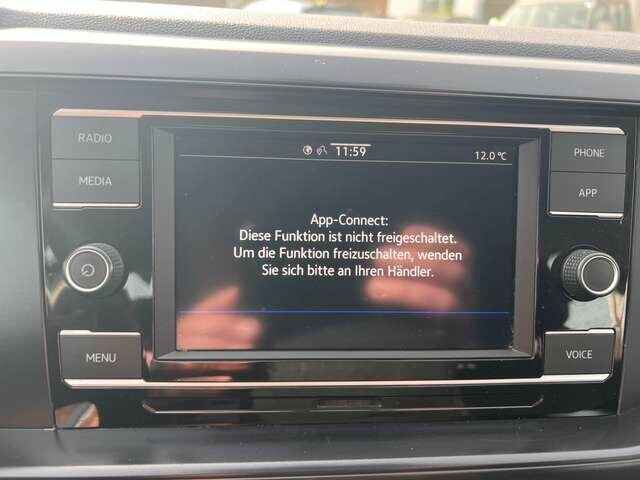 RADIO
MEDIA
MENU
11:59
12.0 °C
App-Connect:
Diese Funktion ist nicht freigeschaltet.
Um die Funktion freizuschalten, wenden
Sie sich bitte an Ihren Händler.
PHONE
APP
VOICE